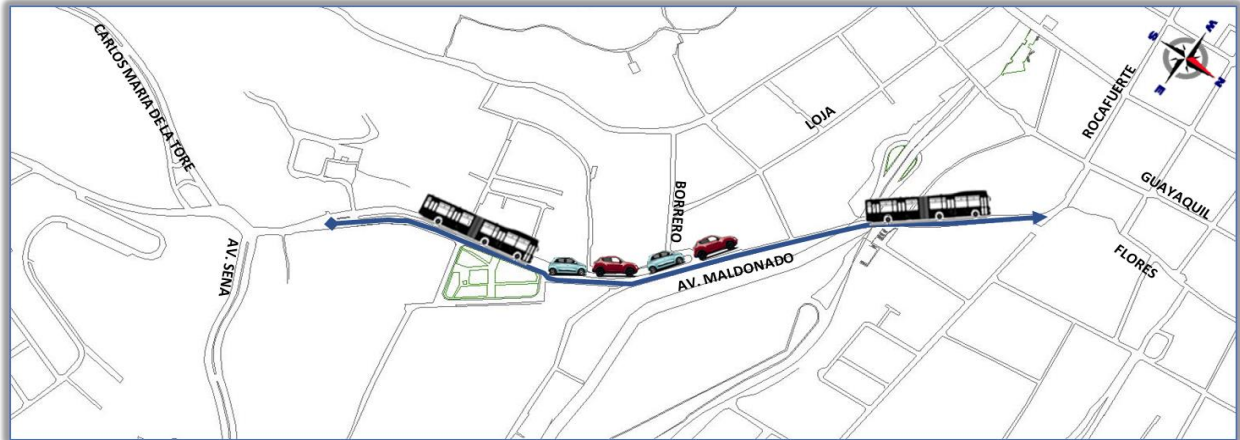 CARLOS MARIA DE LA TORE
AV. SENA
BORRERO
LOJA
AV. MALDONADO
ROCAFUERTE
GUAYAQUIL
FLORES
S
W
E
N